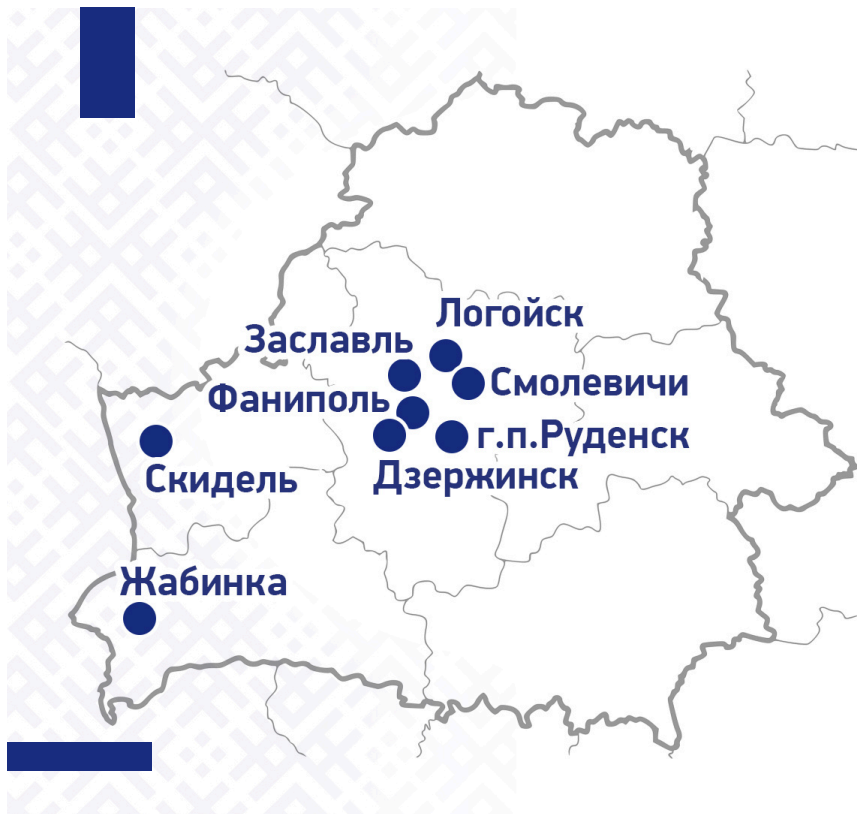 Логойск
Заславль
Смолевичи
Фаниполь
г.п.Руденск
Дзержинск
Скидель
Жабинка